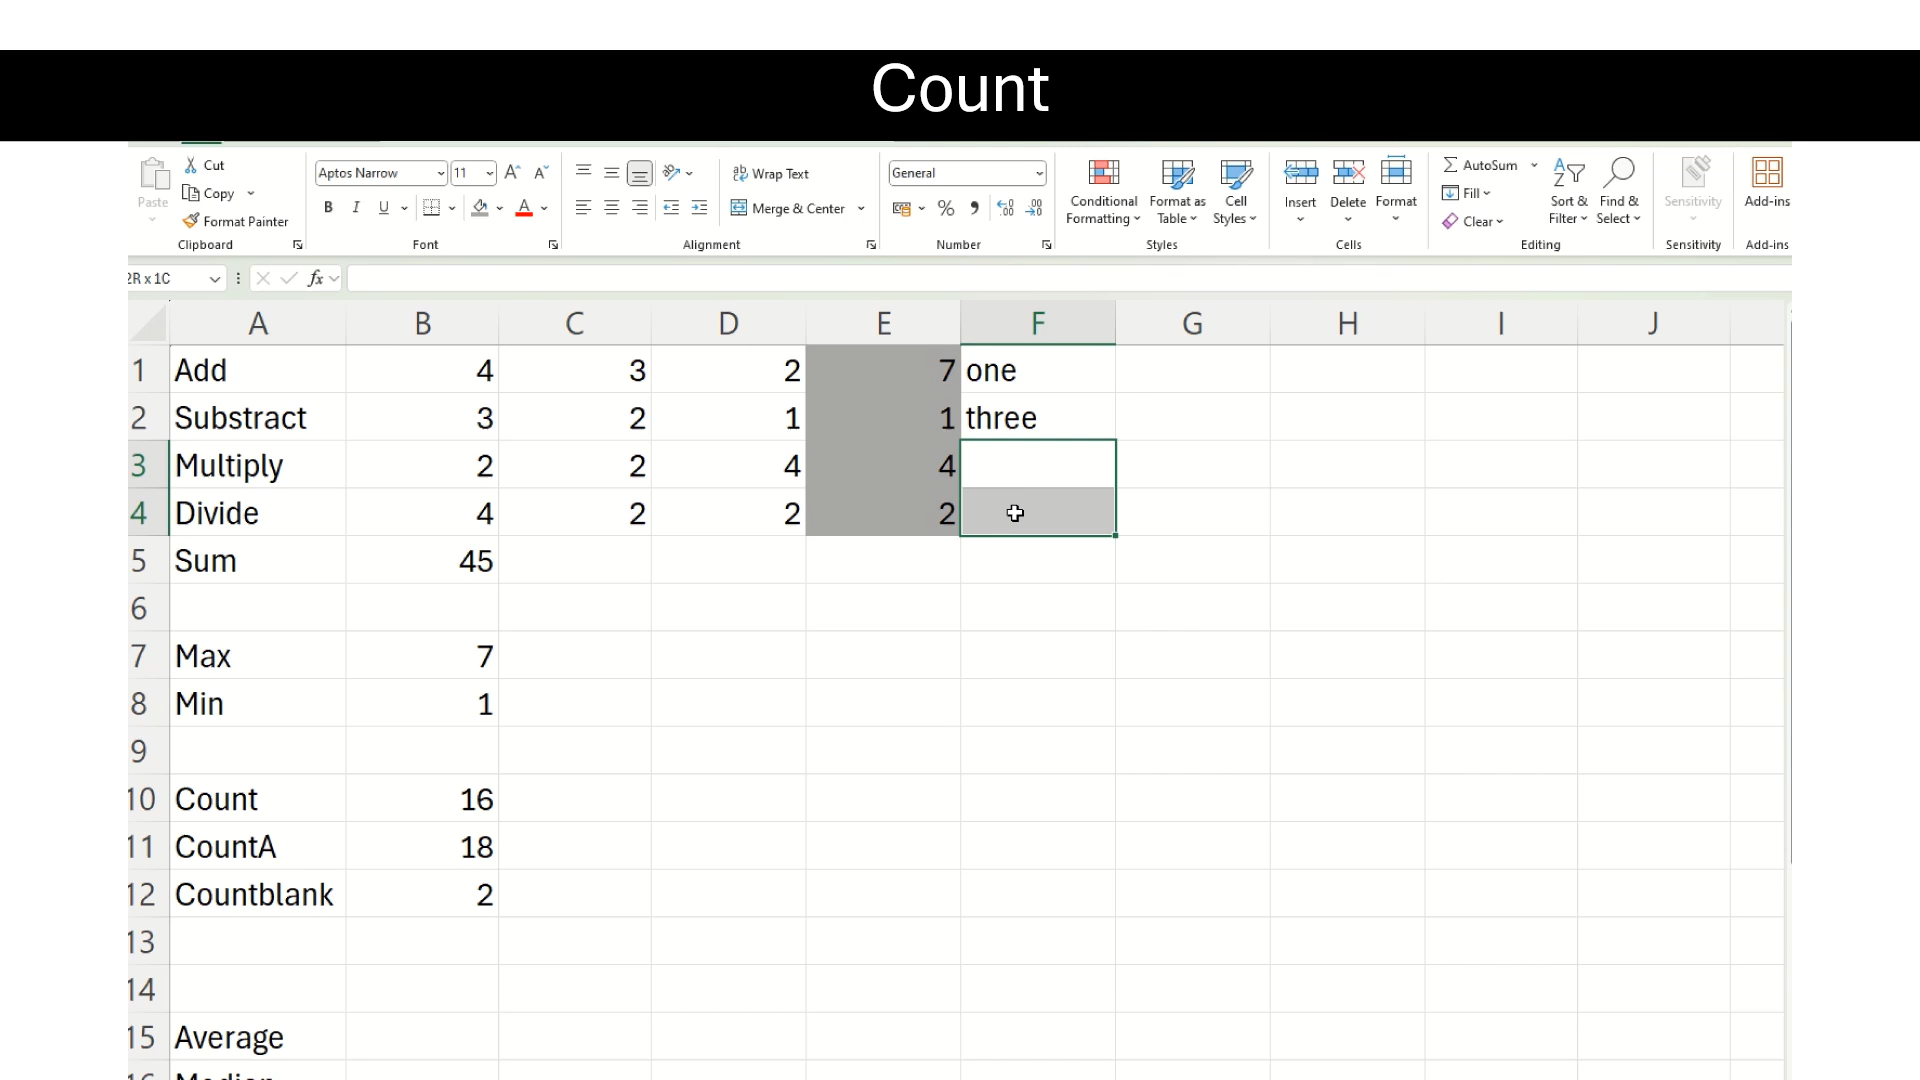 Count
Cut
Copy
Format Painter
Paste
Clipboard
Aptos Narrow 11 A A
B I U A
Font
Wrap Text
Merge & Center
Alignment
General
% ,
Number
Conditional
Formatting
Format as
Table
Cell
Styles
Styles
Insert
Delete
Format
Cells
AutoSum
Fill
Clear
Sort &
Filter
Find &
Select
Editing
Sensitivity
Sensitivity
Add-ins
Add-ins
2R x 1C fx
A B C D E F G H I J
1 Add 4 3 2 7 one
2 Substract 3 2 1 1 three
3 Multiply 2 2 4 4
4 Divide 4 2 2 2
5 Sum 45
6
7 Max 7
8 Min 1
9
10 Count 16
11 CountA 18
12 Countblank 2
13
14
15 Average